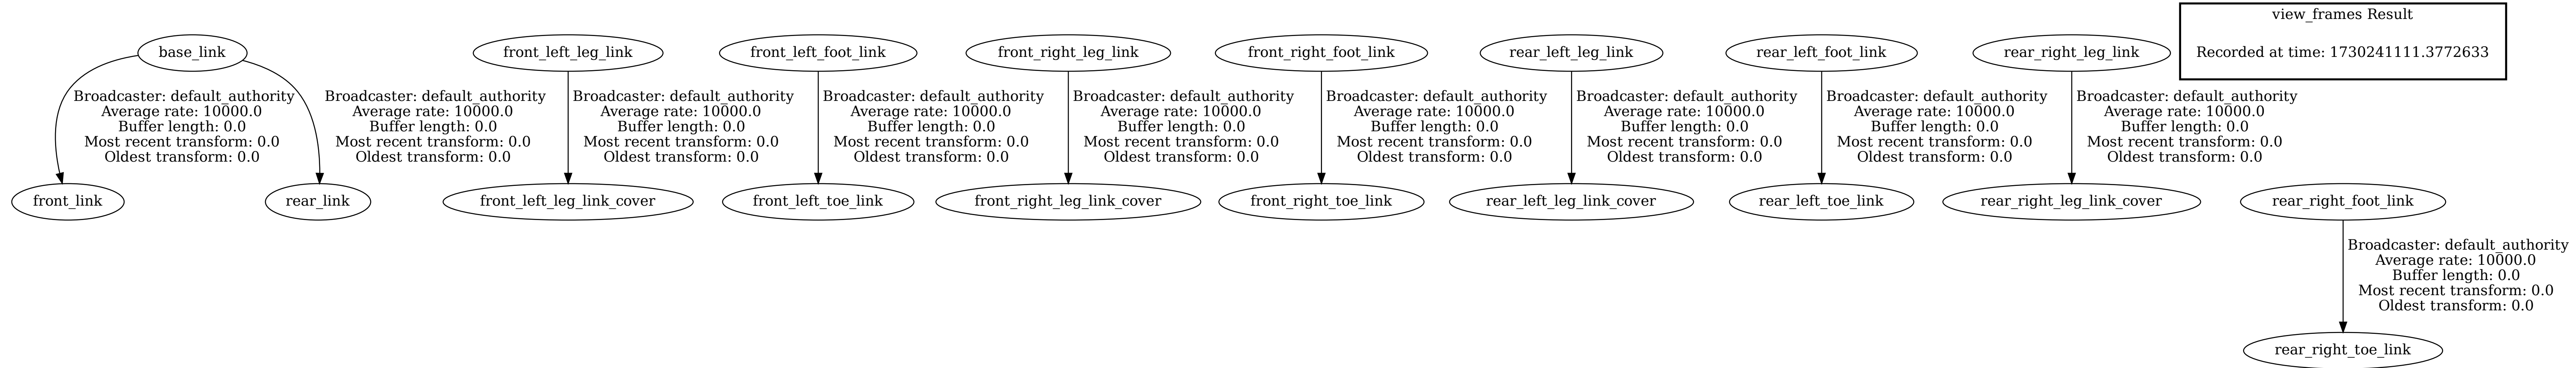 view_frames Result
Recorded at time: 1730241111.3772633
base_link
front_left_leg_link
front_left_foot_link
front_right_leg_link
front_right_foot_link
rear_left_leg_link
rear_left_foot_link
rear_right_leg_link
Broadcaster: default_authority
Average rate: 10000.0
Buffer length: 0.0
Most recent transform: 0.0
Oldest transform: 0.0
Broadcaster: default_authority
Average rate: 10000.0
Buffer length: 0.0
Most recent transform: 0.0
Oldest transform: 0.0
Broadcaster: default_authority
Average rate: 10000.0
Buffer length: 0.0
Most recent transform: 0.0
Oldest transform: 0.0
Broadcaster: default_authority
Average rate: 10000.0
Buffer length: 0.0
Most recent transform: 0.0
Oldest transform: 0.0
Broadcaster: default_authority
Average rate: 10000.0
Buffer length: 0.0
Most recent transform: 0.0
Oldest transform: 0.0
Broadcaster: default_authority
Average rate: 10000.0
Buffer length: 0.0
Most recent transform: 0.0
Oldest transform: 0.0
Broadcaster: default_authority
Average rate: 10000.0
Buffer length: 0.0
Most recent transform: 0.0
Oldest transform: 0.0
Broadcaster: default_authority
Average rate: 10000.0
Buffer length: 0.0
Most recent transform: 0.0
Oldest transform: 0.0
Broadcaster: default_authority
Average rate: 10000.0
Buffer length: 0.0
Most recent transform: 0.0
Oldest transform: 0.0
front_link
rear_link
front_left_leg_link_cover
front_left_toe_link
front_right_leg_link_cover
front_right_toe_link
rear_left_leg_link_cover
rear_left_toe_link
rear_right_leg_link_cover
rear_right_foot_link
Broadcaster: default_authority
Average rate: 10000.0
Buffer length: 0.0
Most recent transform: 0.0
Oldest transform: 0.0
rear_right_toe_link